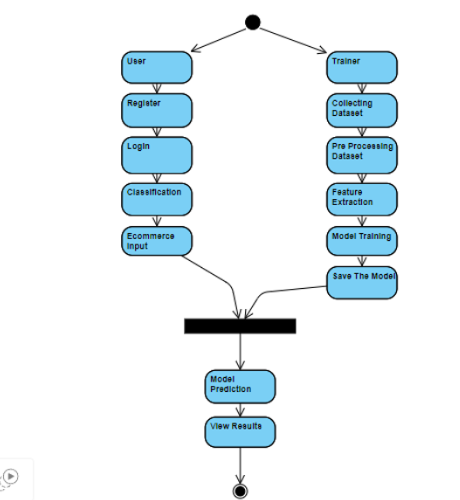 User
Register
Login
Classification
Ecommerce
Input
Trainer
Collecting
Dataset
Pre Processing
Dataset
Feature
Extraction
Model Training
Save The Model
Model
Prediction
View Results